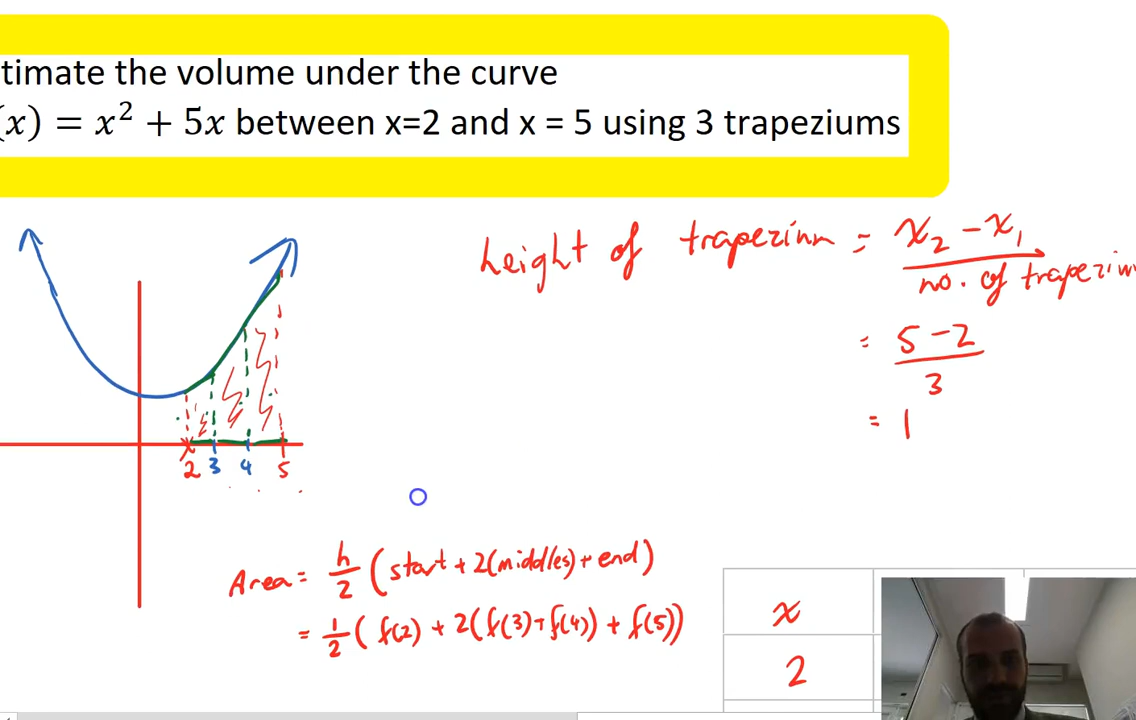 timate the volume under the curve
(x) = x² + 5x between x=2 and x = 5 using 3 trapeziums
height of trapezium = x₂ - x₁
no. of trapezium
= 5 - 2
3
= 1
2 3 4 5
Area = h/2 (start + 2(middles) + end)
= 1/2 ( f(2) + 2(f(3) + f(4)) + f(5))
x
2